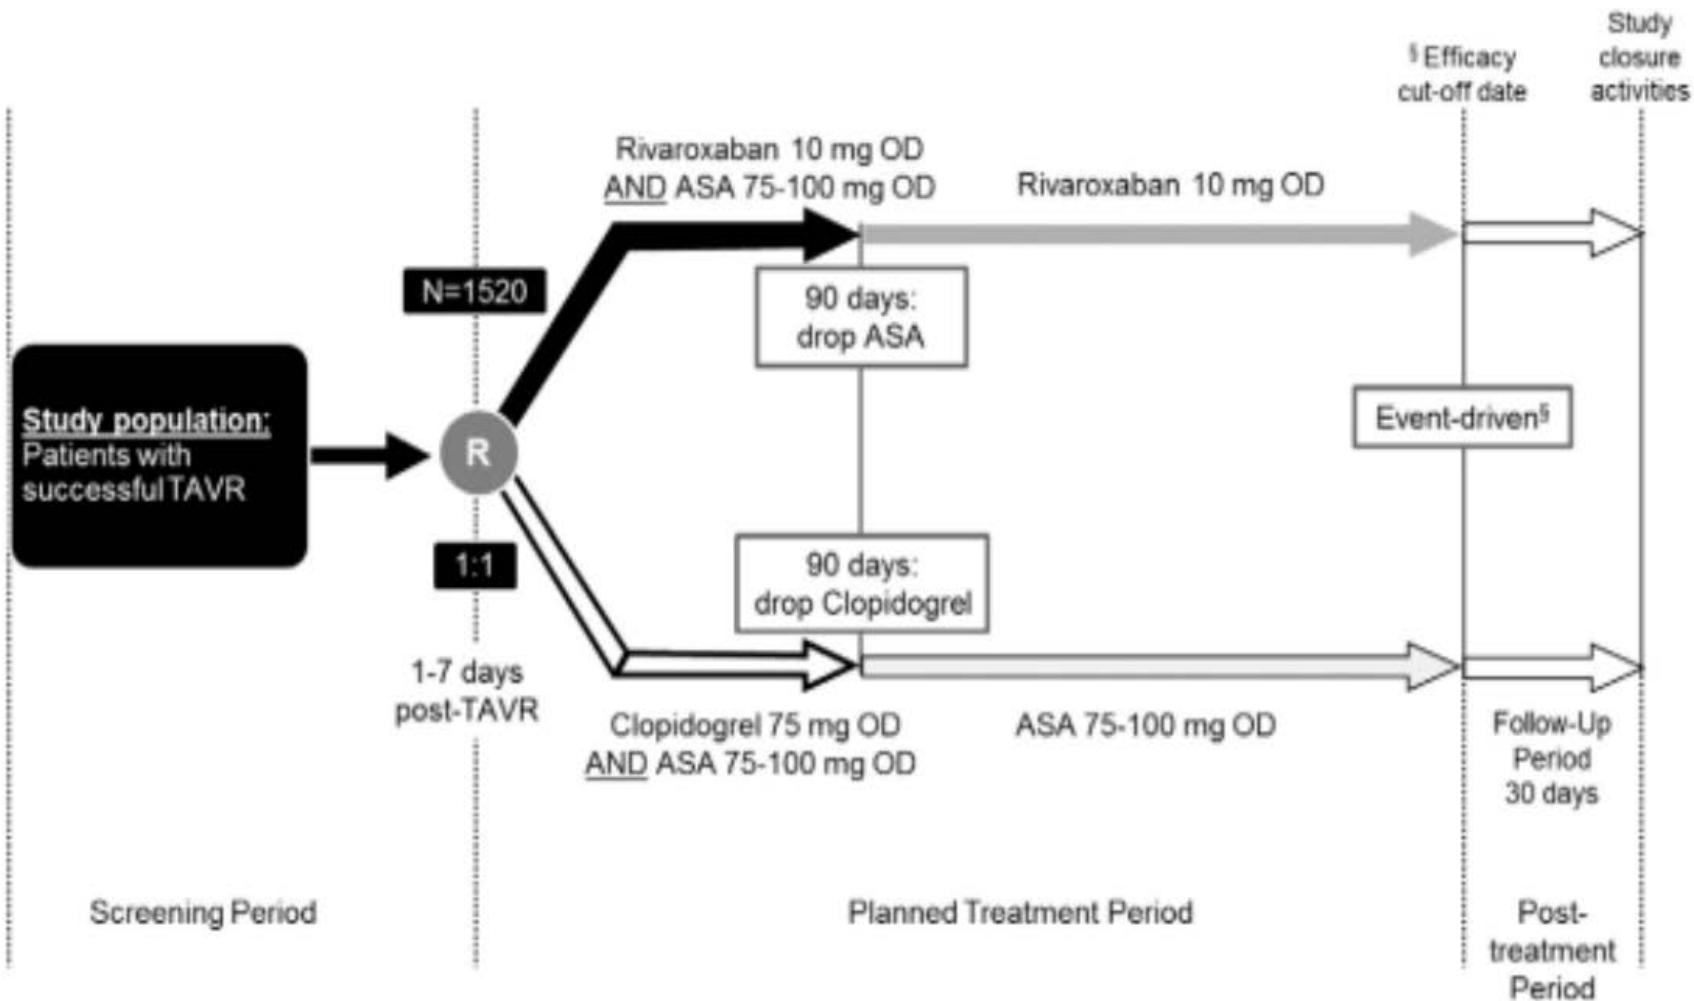 Study
closure
activities
§ Efficacy
cut-off date
Rivaroxaban 10 mg OD
AND ASA 75-100 mg OD
Rivaroxaban 10 mg OD
N=1520
90 days:
drop ASA
Study population:
Patients with
successful TAVR
R
Event-driven§
1:1
90 days:
drop Clopidogrel
1-7 days
post-TAVR
Clopidogrel 75 mg OD
AND ASA 75-100 mg OD
ASA 75-100 mg OD
Follow-Up
Period
30 days
Screening Period
Planned Treatment Period
Post-
treatment
Period